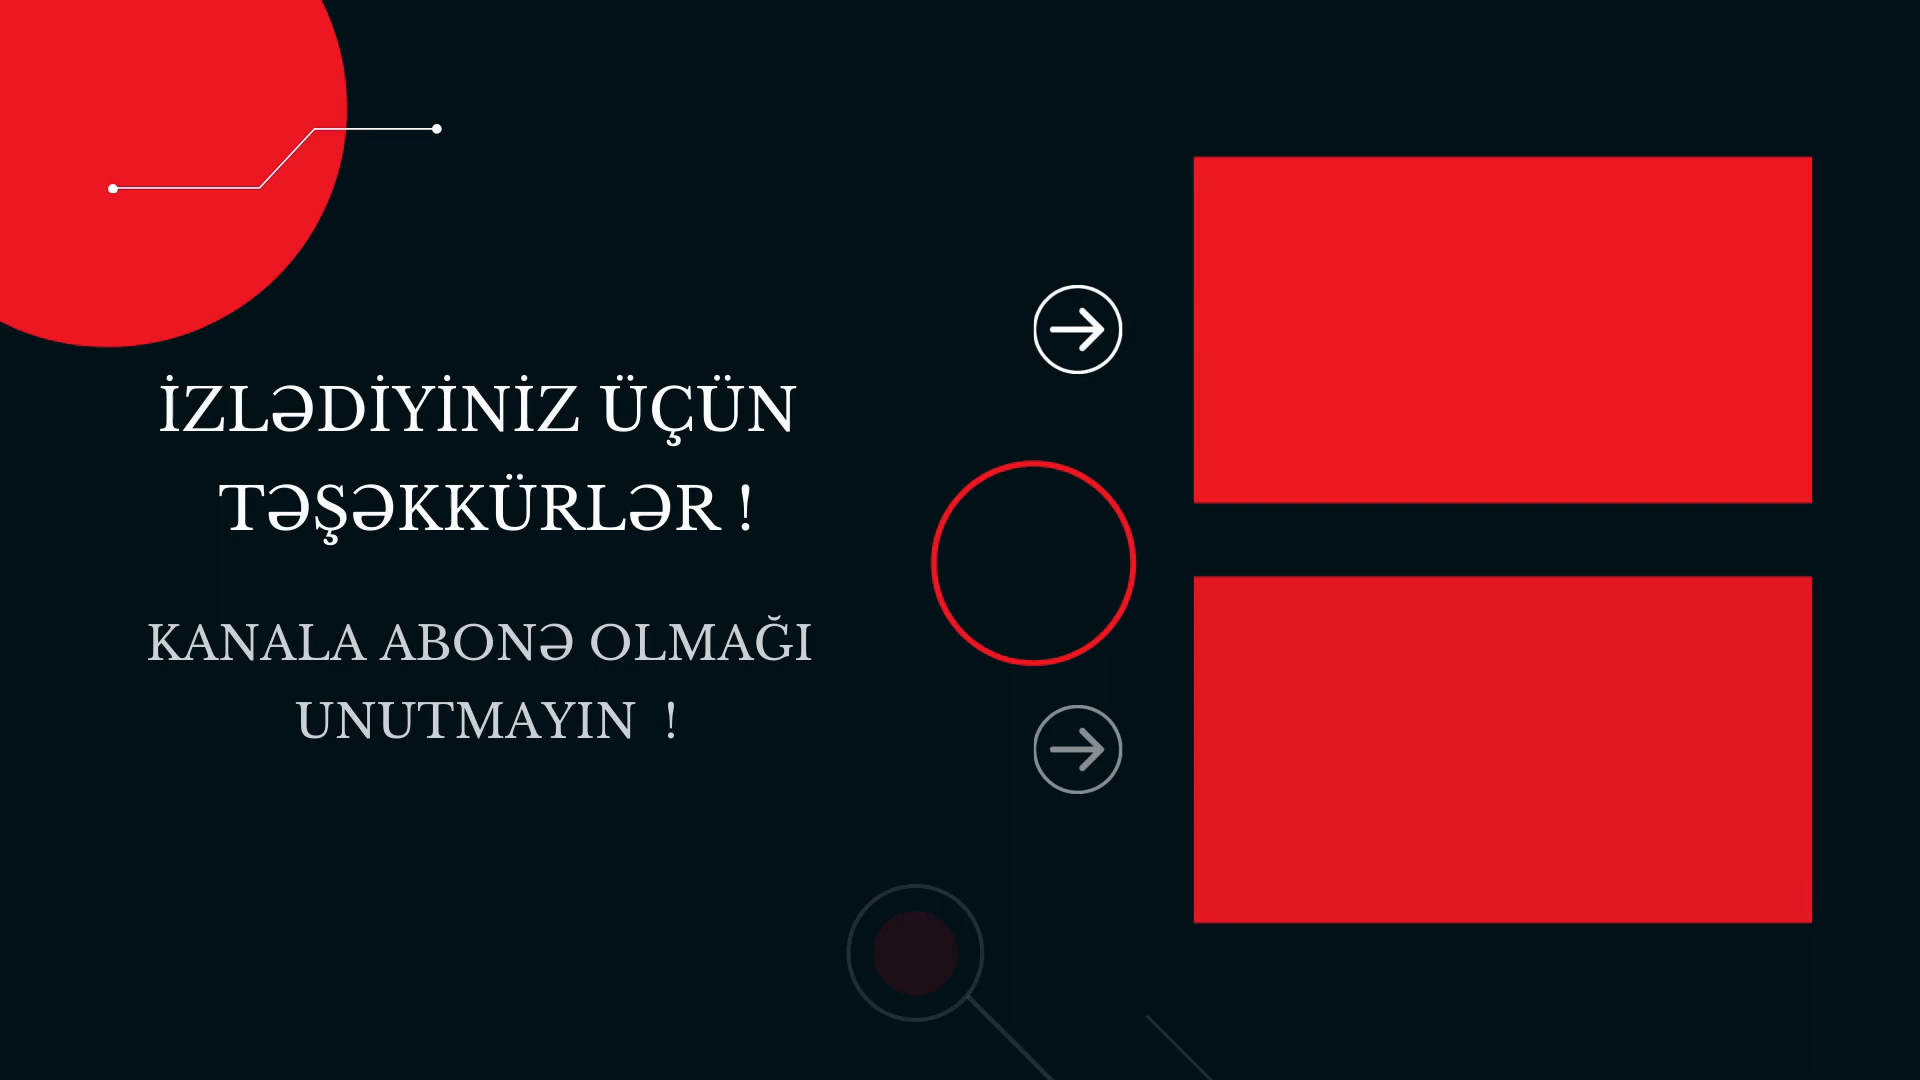 İZLƏDİYİNİZ ÜÇÜN
TƏŞƏKKÜRLƏR !
KANALA ABONƏ OLMAĞI
UNUTMAYIN !